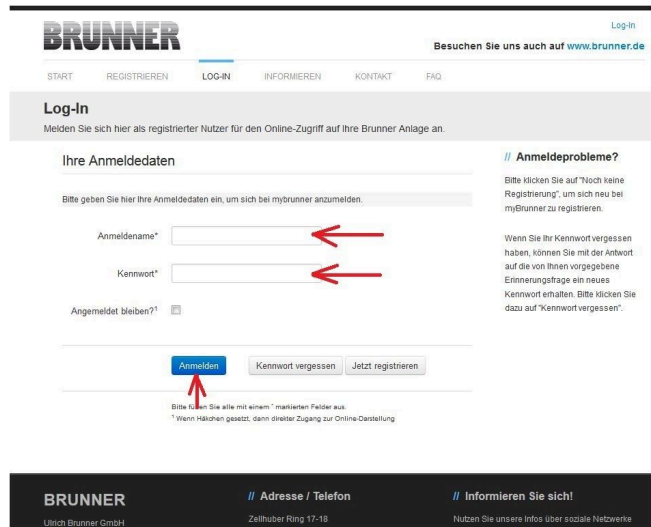 BRUNNER
Log-In
Besuchen Sie uns auch auf www.brunner.de
START REGISTRIEREN LOG-IN INFORMIEREN KONTAKT FAQ
Log-In
Melden Sie sich hier als registrierter Nutzer für den Online-Zugriff auf Ihre Brunner Anlage an.
Ihre Anmeldedaten
Bitte geben Sie hier Ihre Anmeldedaten ein, um sich bei mybrunner anzumelden.
Anmeldename*
Kennwort*
Angemeldet bleiben?¹
Anmelden Kennwort vergessen Jetzt registrieren
Bitte füllen Sie alle mit einem * markierten Felder aus.
¹ Wenn Häkchen gesetzt, dann direkter Zugang zur Online-Darstellung
// Anmeldeprobleme?
Bitte klicken Sie auf "Noch keine
Registrierung", um sich neu bei
myBrunner zu registrieren.
Wenn Sie Ihr Kennwort vergessen
haben, können Sie mit der Antwort
auf die von Ihnen vorgegebene
Erinnerungsfrage ein neues
Kennwort erhalten. Bitte klicken Sie
dazu auf "Kennwort vergessen".
BRUNNER
Ulrich Brunner GmbH
// Adresse / Telefon
Zellhuber Ring 17-18
// Informieren Sie sich!
Nutzen Sie unsere Infos über soziale Netzwerke